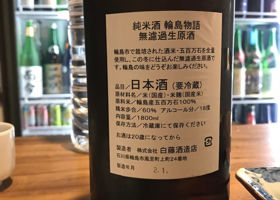 純米酒 輪島物語
無濾過生原酒
輪島市で栽培された酒米・五百万石を全量
使用し、この冬に仕込んだ無濾過生原酒で
す。輪島の味をどうぞお楽しみください。
品目/ 日本酒 (要冷蔵)
原材料名/米(国産)・米麹(国産米)
原料米/輪島産五百万石100%
精米歩合/60% アルコール分/18度
内容量/1800ml
保存方法/冷蔵庫にて保存ください
お酒は20歳になってから
製造者 株式会社 白藤酒造店
石川県輪島市鳳至町上町24番地
製造年月
2.1.